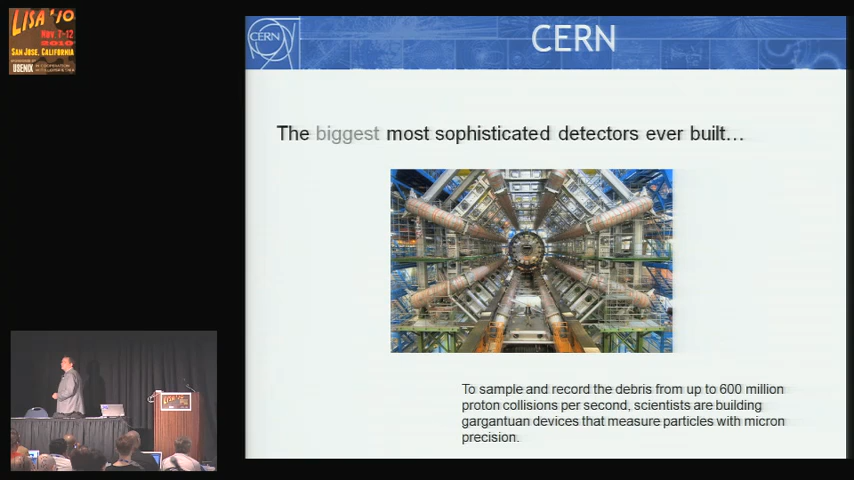 LISA '10
Nov 7-12
2010
SAN JOSE, CALIFORNIA
USENIX
CERN
CERN
The biggest most sophisticated detectors ever built…
To sample and record the debris from up to 600 million
proton collisions per second, scientists are building
gargantuan devices that measure particles with micron
precision.